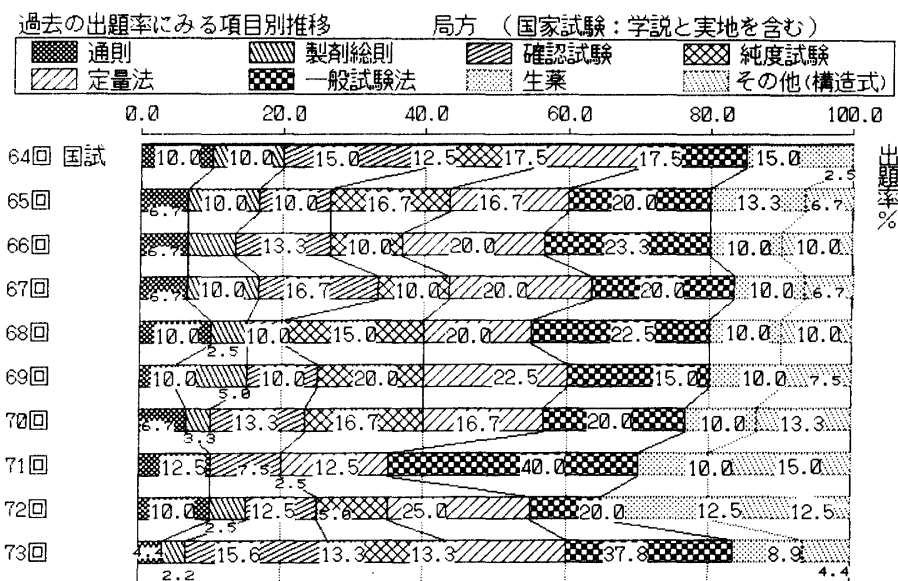 過去の出題率にみる項目別推移 局方 (国家試験:学説と実地を含む)
通則 製剤総則 確認試験 純度試験
定量法 一般試験法 生薬 その他(構造式)
0.0 20.0 40.0 60.0 80.0 100.0
出題率%
64回 国試 10.0 10.0 15.0 12.5 17.5 17.5 15.0 2.5
65回 6.7 10.0 10.0 16.7 16.7 20.0 13.3 6.7
66回 6.7 13.3 10.0 20.0 23.3 10.0 10.0
67回 6.7 10.0 16.7 10.0 20.0 20.0 10.0 6.7
68回 10.0 2.5 10.0 15.0 20.0 22.5 10.0 10.0
69回 10.0 5.0 10.0 20.0 22.5 15.0 10.0 7.5
70回 6.7 3.3 13.3 16.7 16.7 20.0 10.0 13.3
71回 12.5 7.5 2.5 12.5 40.0 10.0 15.0
72回 10.0 2.5 12.5 5.0 25.0 20.0 12.5 12.5
73回 4.4 2.2 15.6 13.3 13.3 37.8 8.9 4.4